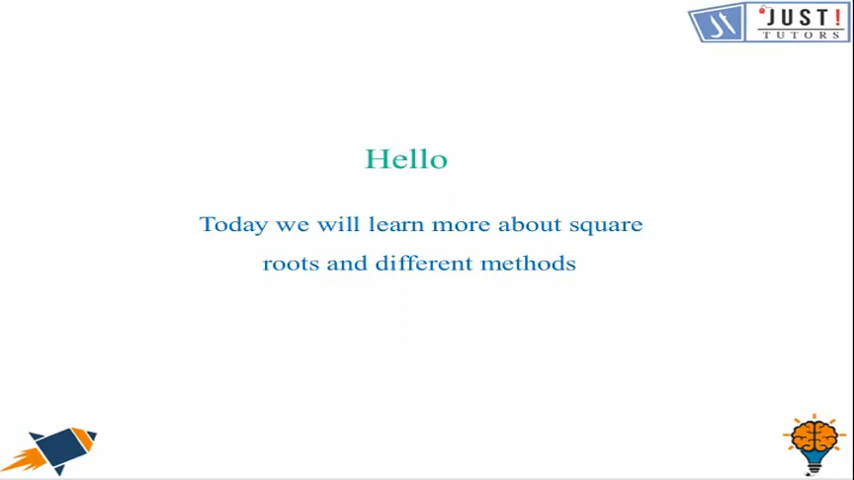 JUST!
TUTORS
Hello
Today we will learn more about square
roots and different methods